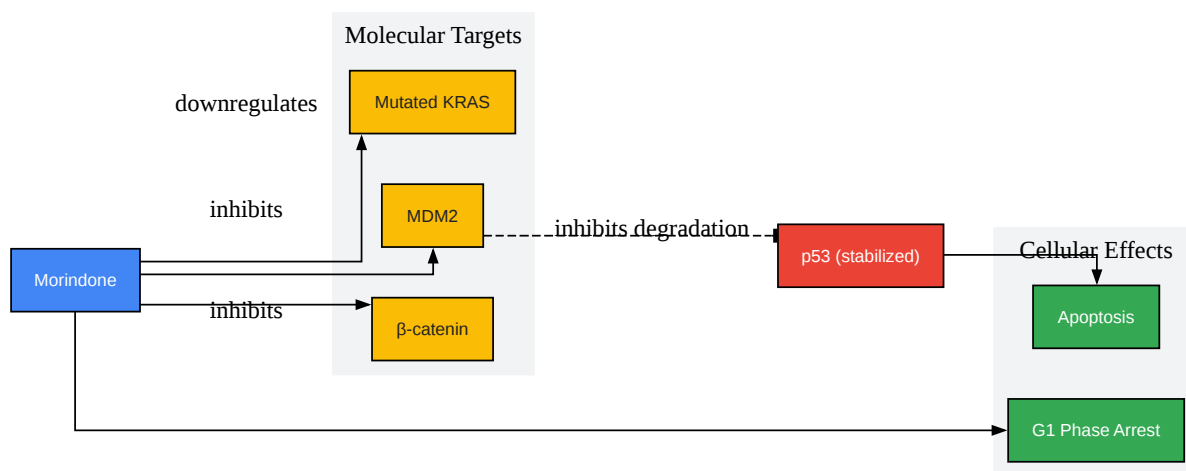 Molecular Targets
downregulates
Mutated KRAS
inhibits
MDM2
inhibits degradation
p53 (stabilized)
Cellular Effects
Morindone
inhibits
β-catenin
Apoptosis
G1 Phase Arrest